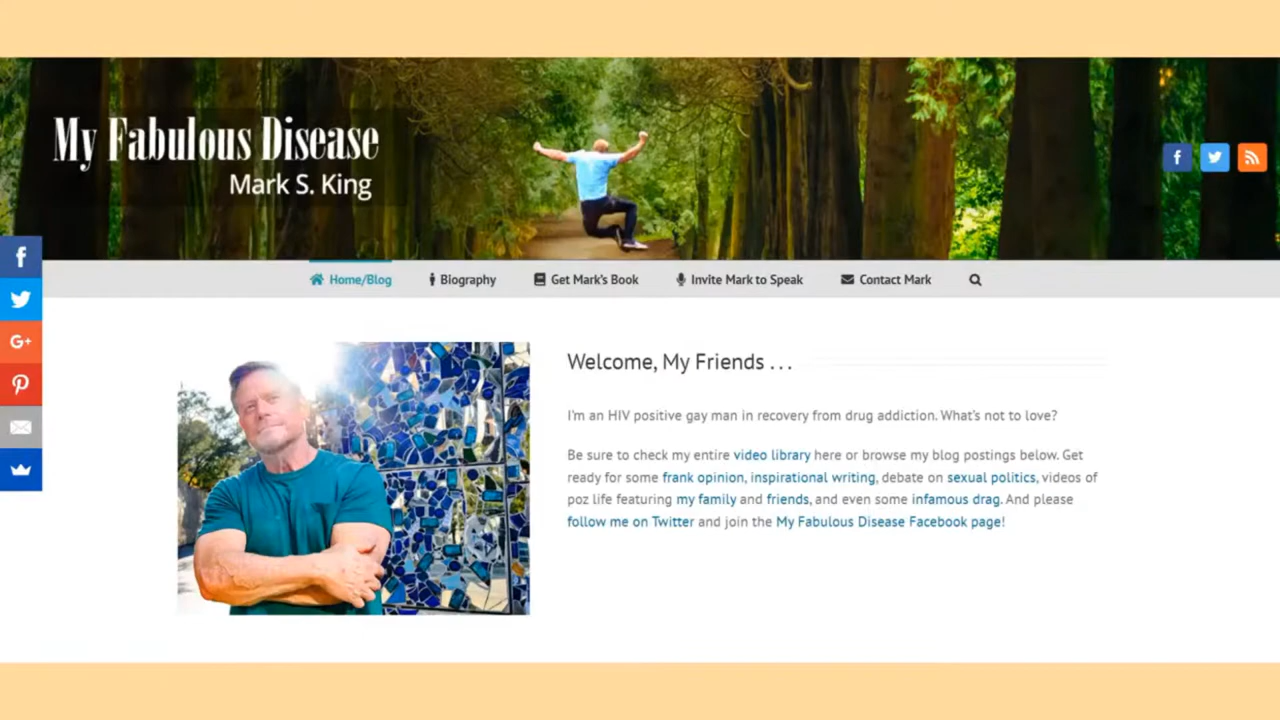 My Fabulous Disease
Mark S. King
Home/Blog
Biography
Get Mark's Book
Invite Mark to Speak
Contact Mark
Welcome, My Friends . . .
I'm an HIV positive gay man in recovery from drug addiction. What's not to love?
Be sure to check my entire video library here or browse my blog postings below. Get
ready for some frank opinion, inspirational writing, debate on sexual politics, videos of
poz life featuring my family and friends, and even some infamous drag. And please
follow me on Twitter and join the My Fabulous Disease Facebook page!